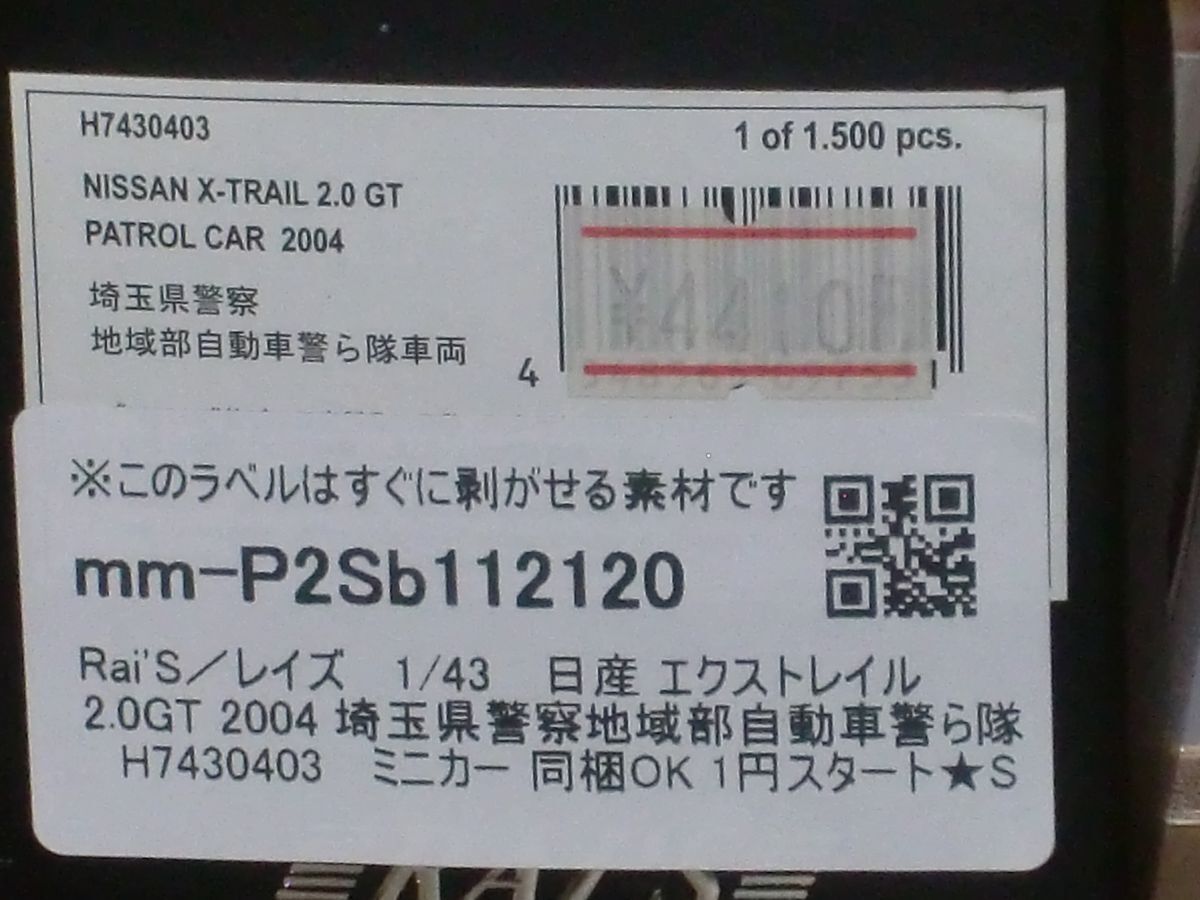 H7430403
1 of 1.500 pcs.
NISSAN X-TRAIL 2.0 GT
PATROL CAR 2004
埼玉県警察
地域部自動車警ら隊車両
4
※このラベルはすぐに剥がせる素材です
mm-P2Sb112120
Rai'S／レイズ 1/43 日産 エクストレイル
2.0GT 2004 埼玉県警察地域部自動車警ら隊
H7430403 ミニカー 同梱OK 1円スタート★S